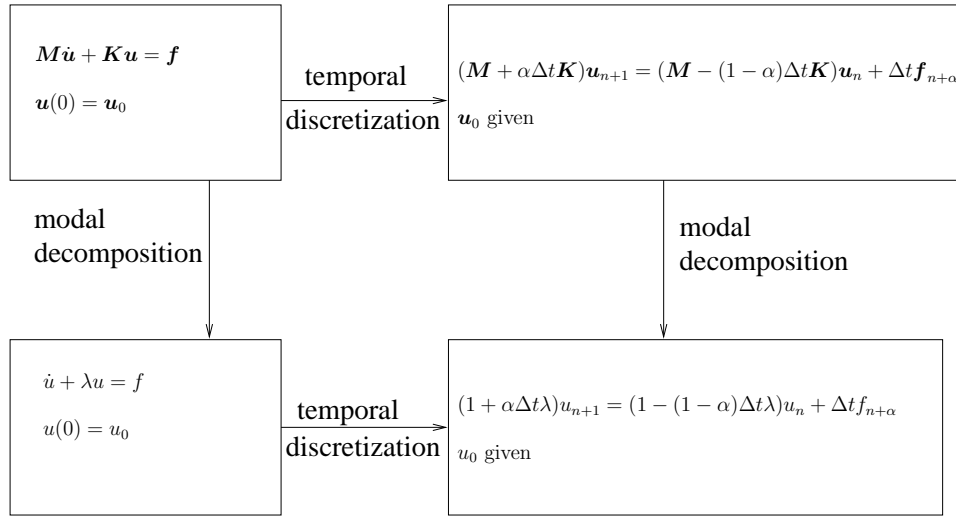 Mu̇ + Ku = f
u(0) = u₀
temporal
discretization
(M + αΔtK)uₙ₊₁ = (M − (1 − α)ΔtK)uₙ + Δtfₙ₊α
u₀ given
modal
decomposition
modal
decomposition
u̇ + λu = f
u(0) = u₀
temporal
discretization
(1 + αΔtλ)uₙ₊₁ = (1 − (1 − α)Δtλ)uₙ + Δtfₙ₊α
u₀ given